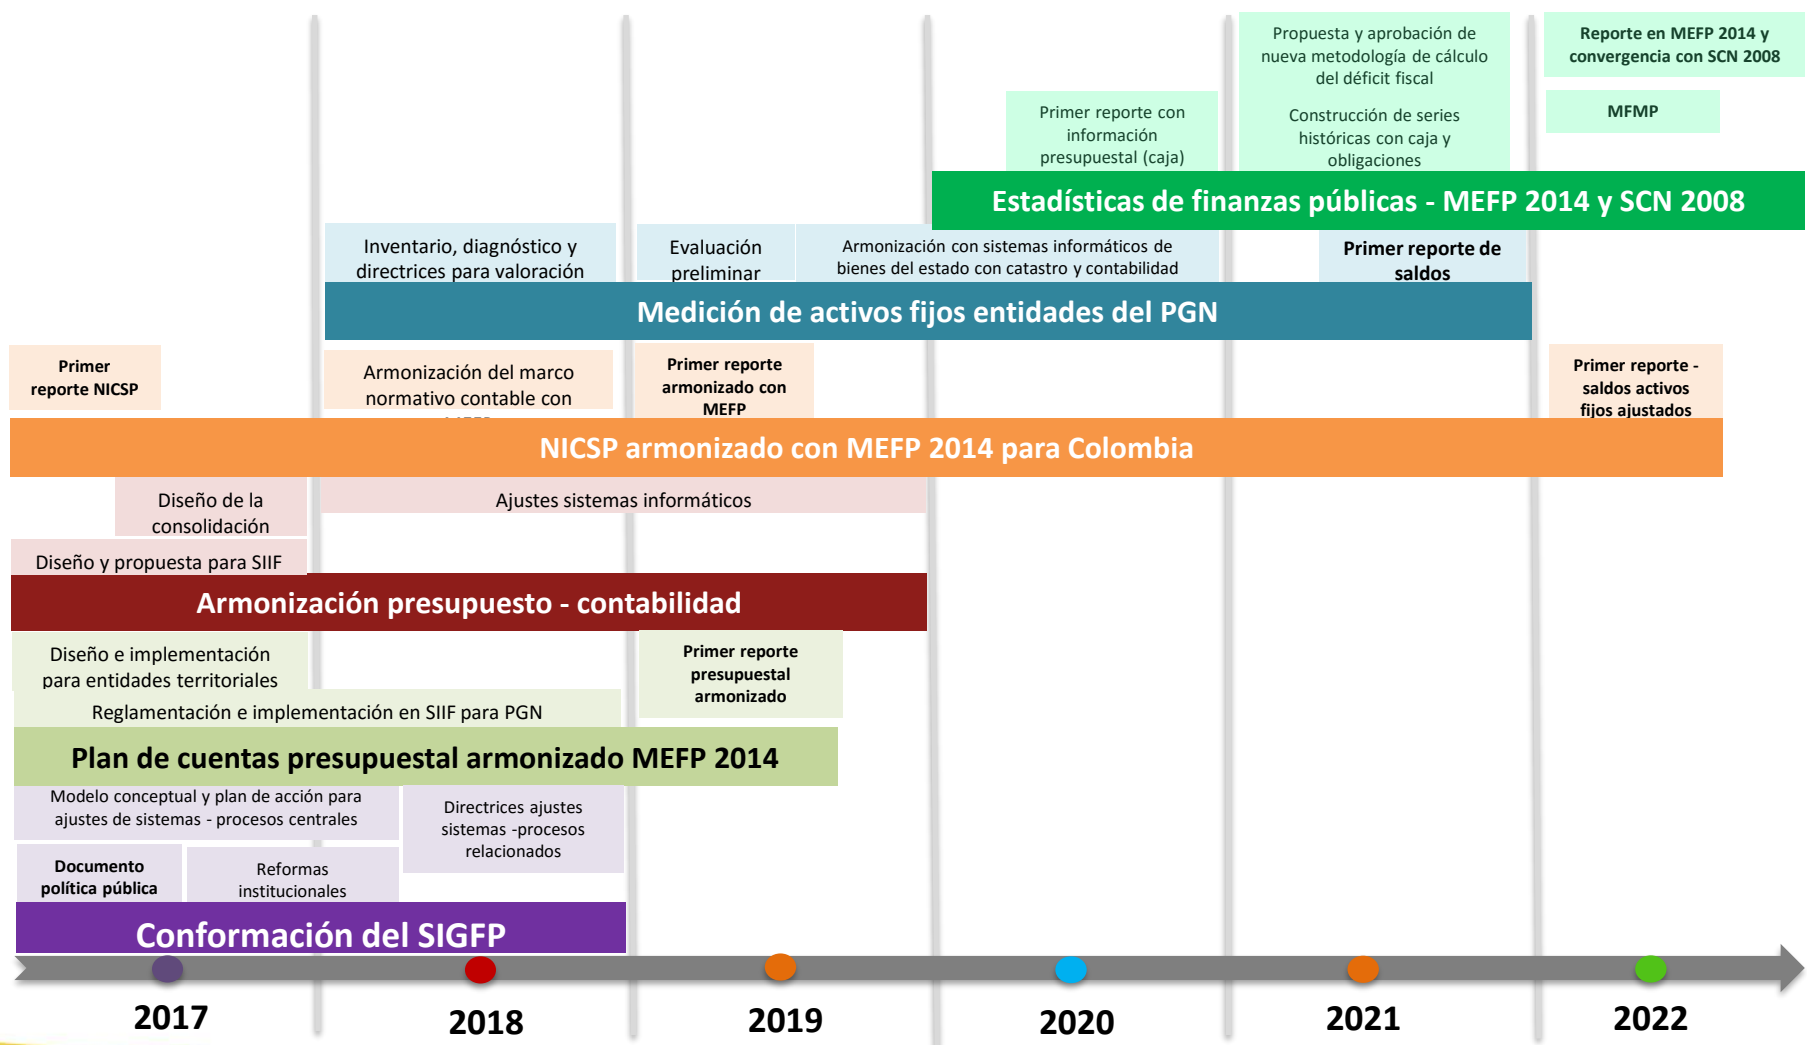 Propuesta y aprobación de
nueva metodología de cálculo
del déficit fiscal
Construcción de series
históricas con caja y
obligaciones
Reporte en MEFP 2014 y
convergencia con SCN 2008
MFMP
Primer reporte con
información
presupuestal (caja)
Estadísticas de finanzas públicas - MEFP 2014 y SCN 2008
Inventario, diagnóstico y
directrices para valoración
Evaluación
preliminar
Armonización con sistemas informáticos de
bienes del estado con catastro y contabilidad
Primer reporte de
saldos
Medición de activos fijos entidades del PGN
Primer
reporte NICSP
Armonización del marco
normativo contable con
Primer reporte
armonizado con
MEFP
Primer reporte -
saldos activos
fijos ajustados
NICSP armonizado con MEFP 2014 para Colombia
Diseño de la
consolidación
Ajustes sistemas informáticos
Diseño y propuesta para SIIF
Armonización presupuesto - contabilidad
Diseño e implementación
para entidades territoriales
Primer reporte
presupuestal
armonizado
Reglamentación e implementación en SIIF para PGN
Plan de cuentas presupuestal armonizado MEFP 2014
Modelo conceptual y plan de acción para
ajustes de sistemas - procesos centrales
Directrices ajustes
sistemas -procesos
relacionados
Documento
política pública
Reformas
institucionales
Conformación del SIGFP
2017
2018
2019
2020
2021
2022